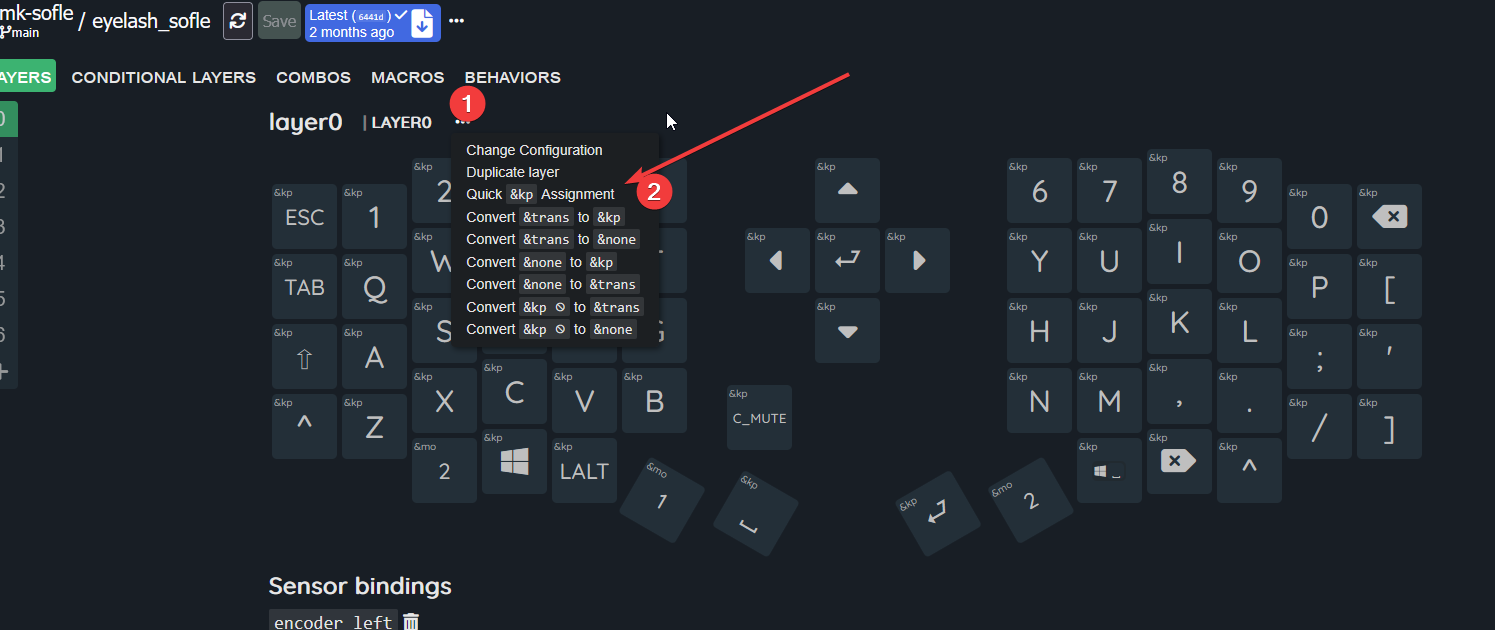 mk-sofle / eyelash_sofle Save Latest (6441d)
main 2 months ago
AYERS CONDITIONAL LAYERS COMBOS MACROS BEHAVIORS
1
layer0 | LAYER0 ...
Change Configuration
Duplicate layer
Quick &kp Assignment
2
Convert &trans to &kp
Convert &trans to &none
Convert &none to &kp
Convert &none to &trans
Convert &kp to &trans
Convert &kp to &none
0
1
2
3
4
5
6
+
&kp ESC
&kp 1
&kp 2
&kp
&kp 6
&kp 7
&kp 8
&kp 9
&kp 0
&kp
&kp TAB
&kp Q
&kp W
&kp
&kp
&kp
&kp Y
&kp U
&kp I
&kp O
&kp P
&kp [
&kp ⇧
&kp A
&kp S
G
&kp
&kp H
&kp J
&kp K
&kp L
&kp ;
&kp '
&kp ^
&kp Z
&kp X
&kp C
&kp V
&kp B
&kp C_MUTE
&kp N
&kp M
&kp ,
&kp .
&kp /
&kp ]
&mo 2
&kp
&kp LALT
&mo 1
&kp
&kp
&mo 2
&kp
&kp
&kp ^
Sensor bindings
encoder left